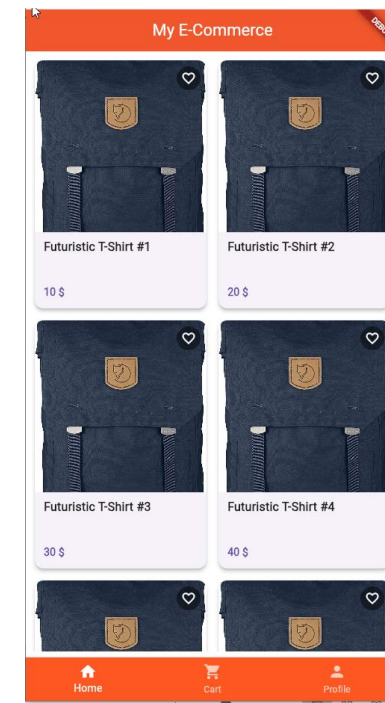 My E-Commerce
Futuristic T-Shirt #1
10 $
Futuristic T-Shirt #2
20 $
Futuristic T-Shirt #3
30 $
Futuristic T-Shirt #4
40 $
Home
Cart
Profile